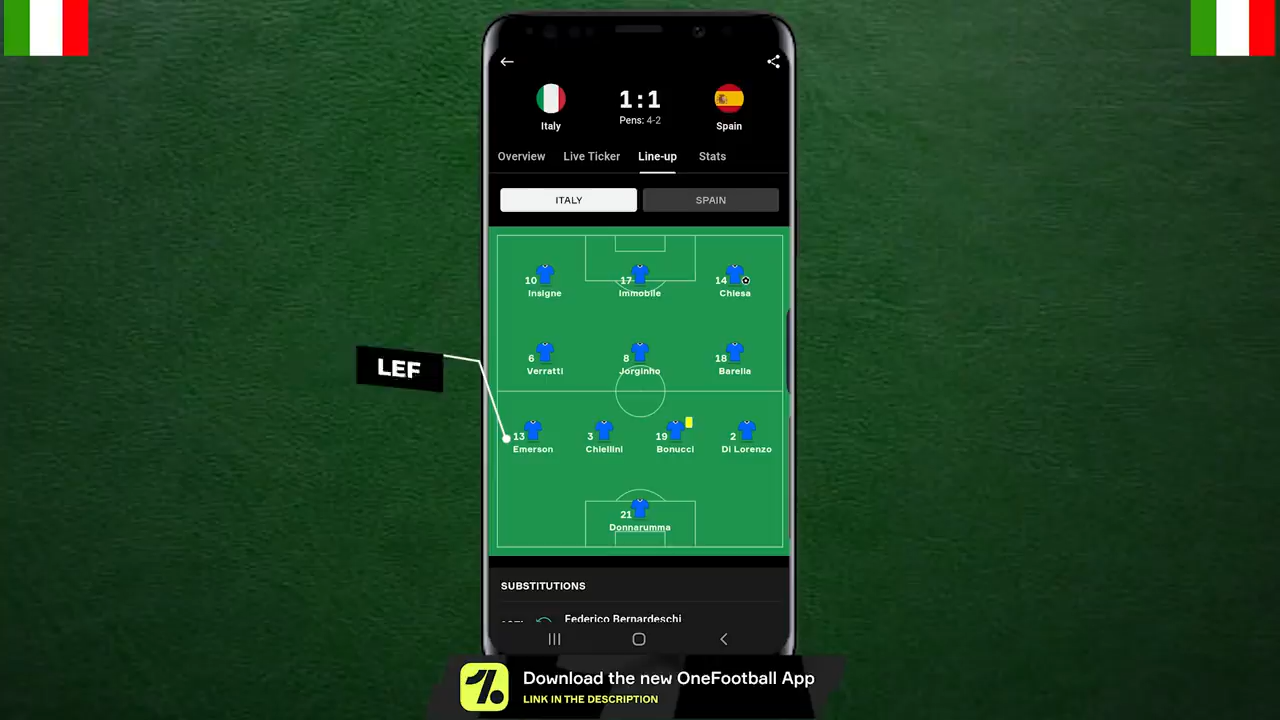 1:1
Pens: 4-2
Italy
Spain
Overview
Live Ticker
Line-up
Stats
ITALY
SPAIN
10
17
14
Insigne
Immobile
Chiesa
6
8
18
Verratti
Jorginho
Barella
LEF
13
3
19
2
Emerson
Chiellini
Bonucci
Di Lorenzo
21
Donnarumma
SUBSTITUTIONS
Federico Bernardeschi
Download the new OneFootball App
LINK IN THE DESCRIPTION